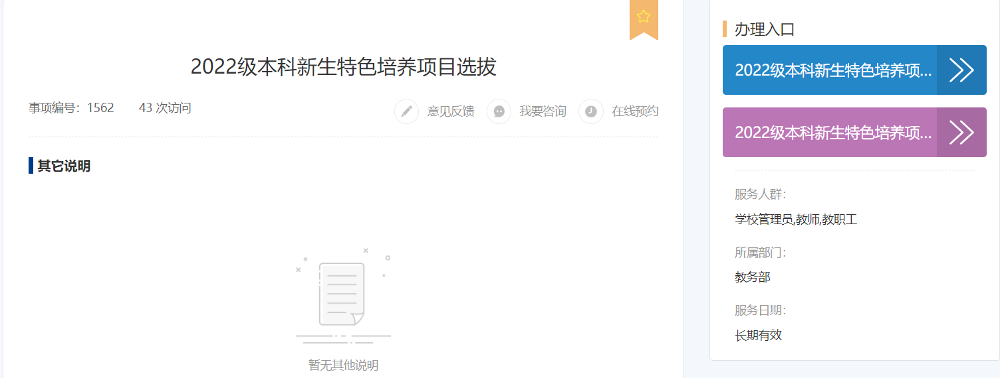 2022级本科新生特色培养项目选拔
事项编号：1562 43 次访问
意见反馈 我要咨询 在线预约
其它说明
暂无其他说明
办理入口
2022级本科新生特色培养项...
2022级本科新生特色培养项...
服务人群：
学校管理员,教师,教职工
所属部门：
教务部
服务日期：
长期有效